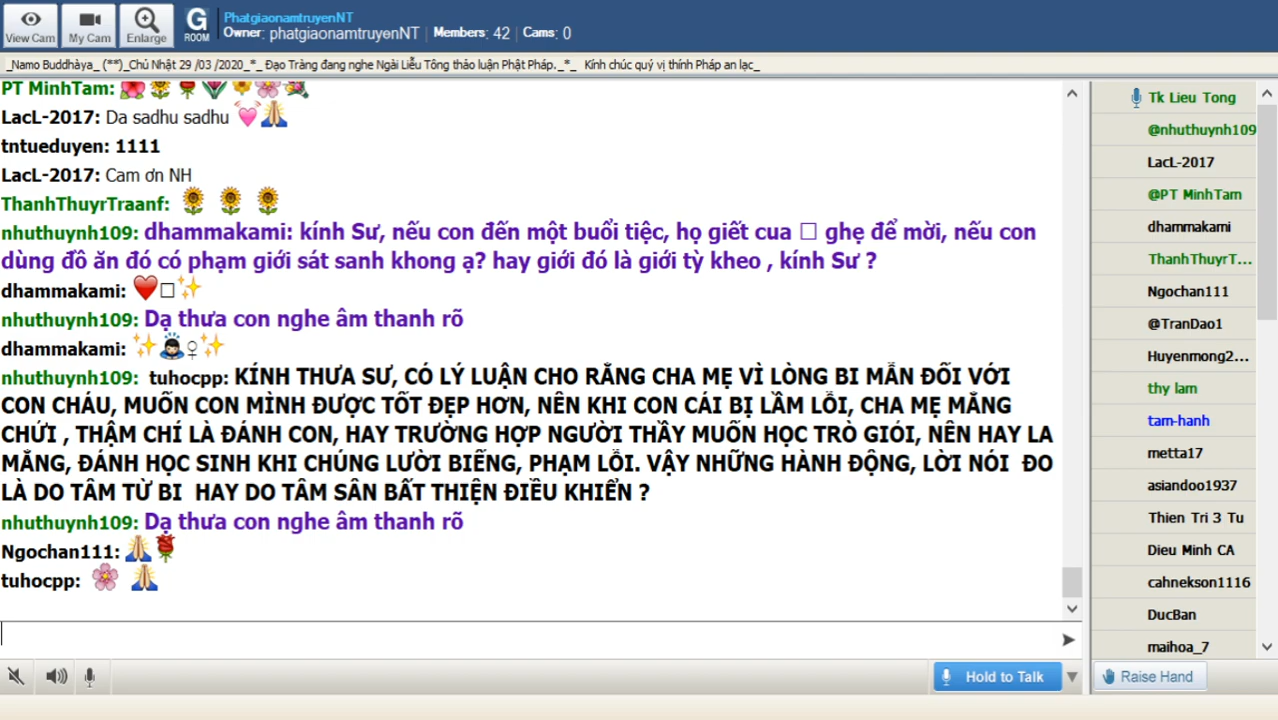 View Cam
My Cam
Enlarge
G
ROOM
PhatgiaonamtruyenNT
Owner: phatgiaonamtruyenNT | Members: 42 | Cams: 0
_Namo Buddhàya_ (**)_Chủ Nhật 29 /03 /2020_*_ Đạo Tràng đang nghe Ngài Liễu Tông thảo luận Phật Pháp._*_ Kính chúc quý vị thính Pháp an lạc_
PT MinhTam:
LacL-2017: Da sadhu sadhu
tntueduyen: 1111
LacL-2017: Cam ơn NH
ThanhThuyrTraanf:
nhuthuynh109: dhammakami: kính Sư, nếu con đến một buổi tiệc, họ giết cua □ ghẹ để mời, nếu con
dùng đồ ăn đó có phạm giới sát sanh khong ạ? hay giới đó là giới tỳ kheo , kính Sư ?
dhammakami: ❤️□✨
nhuthuynh109: Dạ thưa con nghe âm thanh rõ
dhammakami: ✨🙇♀✨
nhuthuynh109: tuhocpp: KÍNH THƯA SƯ, CÓ LÝ LUẬN CHO RẰNG CHA MẸ VÌ LÒNG BI MẪN ĐỐI VỚI
CON CHÁU, MUỐN CON MÌNH ĐƯỢC TỐT ĐẸP HƠN, NÊN KHI CON CÁI BỊ LẦM LỖI, CHA MẸ MẮNG
CHỬI , THẬM CHÍ LÀ ĐÁNH CON, HAY TRƯỜNG HỢP NGƯỜI THẦY MUỐN HỌC TRÒ GIỎI, NÊN HAY LA
MẮNG, ĐÁNH HỌC SINH KHI CHÚNG LƯỜI BIẾNG, PHẠM LỖI. VẬY NHỮNG HÀNH ĐỘNG, LỜI NÓI ĐO
LÀ DO TÂM TỪ BI HAY DO TÂM SÂN BẤT THIỆN ĐIỀU KHIỂN ?
nhuthuynh109: Dạ thưa con nghe âm thanh rõ
Ngochan111:
tuhocpp:
Hold to Talk
Tk Lieu Tong
@nhuthuynh109
LacL-2017
@PT MinhTam
dhammakami
ThanhThuyrT...
Ngochan111
@TranDao1
Huyenmong2...
thy lam
tam-hanh
metta17
asiandoo1937
Thien Tri 3 Tu
Dieu Minh CA
cahnekson1116
DucBan
maihoa_7
Raise Hand